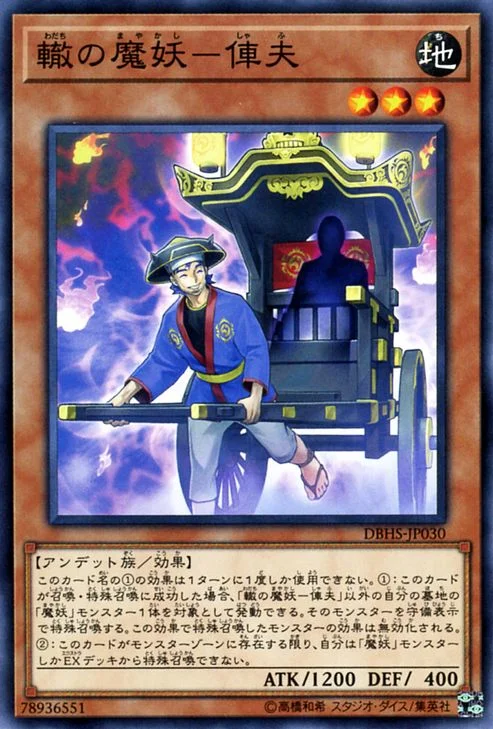 轍の魔妖－俥夫
地
DBHS-JP030
【アンデット族／効果】
このカード名の①の効果は１ターンに１度しか使用できない。①：このカード
が召喚・特殊召喚に成功した場合、「轍の魔妖－俥夫」以外の自分の墓地の
「魔妖」モンスター１体を対象として発動できる。そのモンスターを守備表示
で特殊召喚する。この効果で特殊召喚したモンスターの効果は無効化される。
②：このカードがモンスターゾーンに存在する限り、自分は「魔妖」モンスター
しかEXデッキから特殊召喚できない。
ATK/1200 DEF/ 400
78936551
©高橋和希 スタジオ・ダイス/集英社